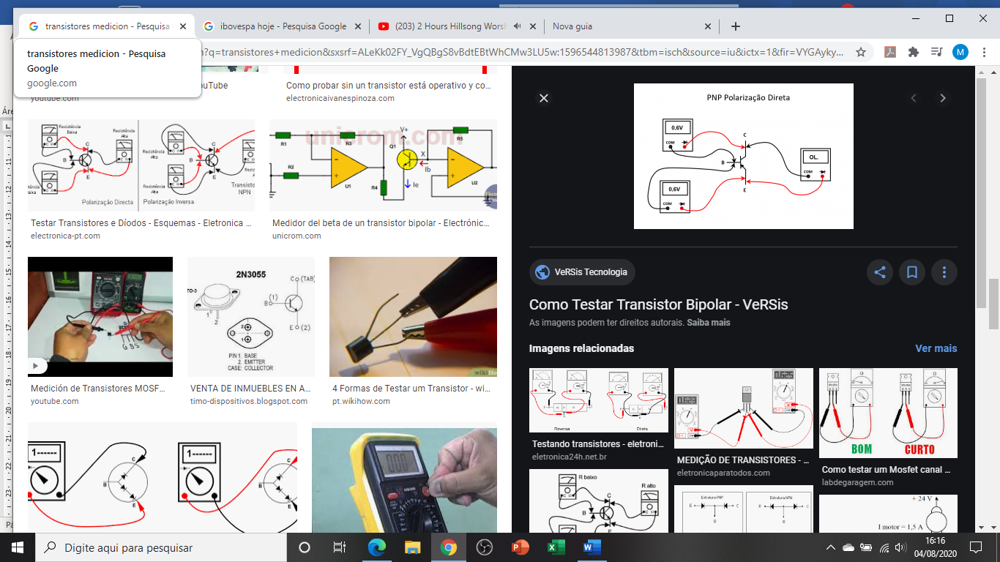 transistores medicion - Pesquisa
ibovespa hoje - Pesquisa Google
(203) 2 Hours Hillsong Wors
Nova guia
transistores medicion - Pesquisa
Google
google.com
?q=transistores+medicion&sxsrf=ALeKk02FY_VgQBgS8vBdtEBtWhCMw3LU5w:1596544813987&tbm=isch&source=iu&ictx=1&fir=VYGAyky...
M
youtube.com
Como probar sin un transistor está operativo y co...
electronicaivanespinoza.com
Resistência
Baixa
Resistência
Alta
C
B
E
Polarização Directa
Resistência
Alta
Resistência
Alta
C
B
E
Polarização Inversa
NPN
Testar Transistores e Díodos - Esquemas - Eletronica ...
electronica-pt.com
unicrom.com
R1
R2
R3
R4
R5
V+
Q1
X
Ib
Ie
U1
U2
Medidor del beta de un transistor bipolar - Electrónic...
unicrom.com
G D S
Medición de Transistores MOSF...
youtube.com
2N3055
TO-3
C (TAB)
(1)
B
E (2)
1
2
2
1
PIN 1. BASE
2. EMITTER
CASE: COLLECTOR
VENTA DE INMUEBLES EN A...
timo-dispositivos.blogspot.com
4 Formas de Testar um Transistor - wi...
pt.wikihow.com
1------
C
B
E
1------
C
B
E
PNP Polarização Direta
0,6V
COM
C
B
E
OL.
COM
0,6V
COM
VeRSis Tecnologia
Como Testar Transistor Bipolar - VeRSis
As imagens podem ter direitos autorais. Saiba mais
Imagens relacionadas
Ver mais
Reversa
Direta
Testando transistores - eletroni...
eletronica24h.net.br
0.623
0.625
MEDIÇÃO DE TRANSISTORES - ...
eletronicaparatodos.com
Mosfet
Mosfet
BOM
CURTO
Como testar um Mosfet canal ...
labdegaragem.com
R baixo
R alto
C
B
Estrutura PNP
E
C
B
Estrutura NPN
E
C
B
+ 24 V
I motor = 1,5 A
Digite aqui para pesquisar
16:16
04/08/2020